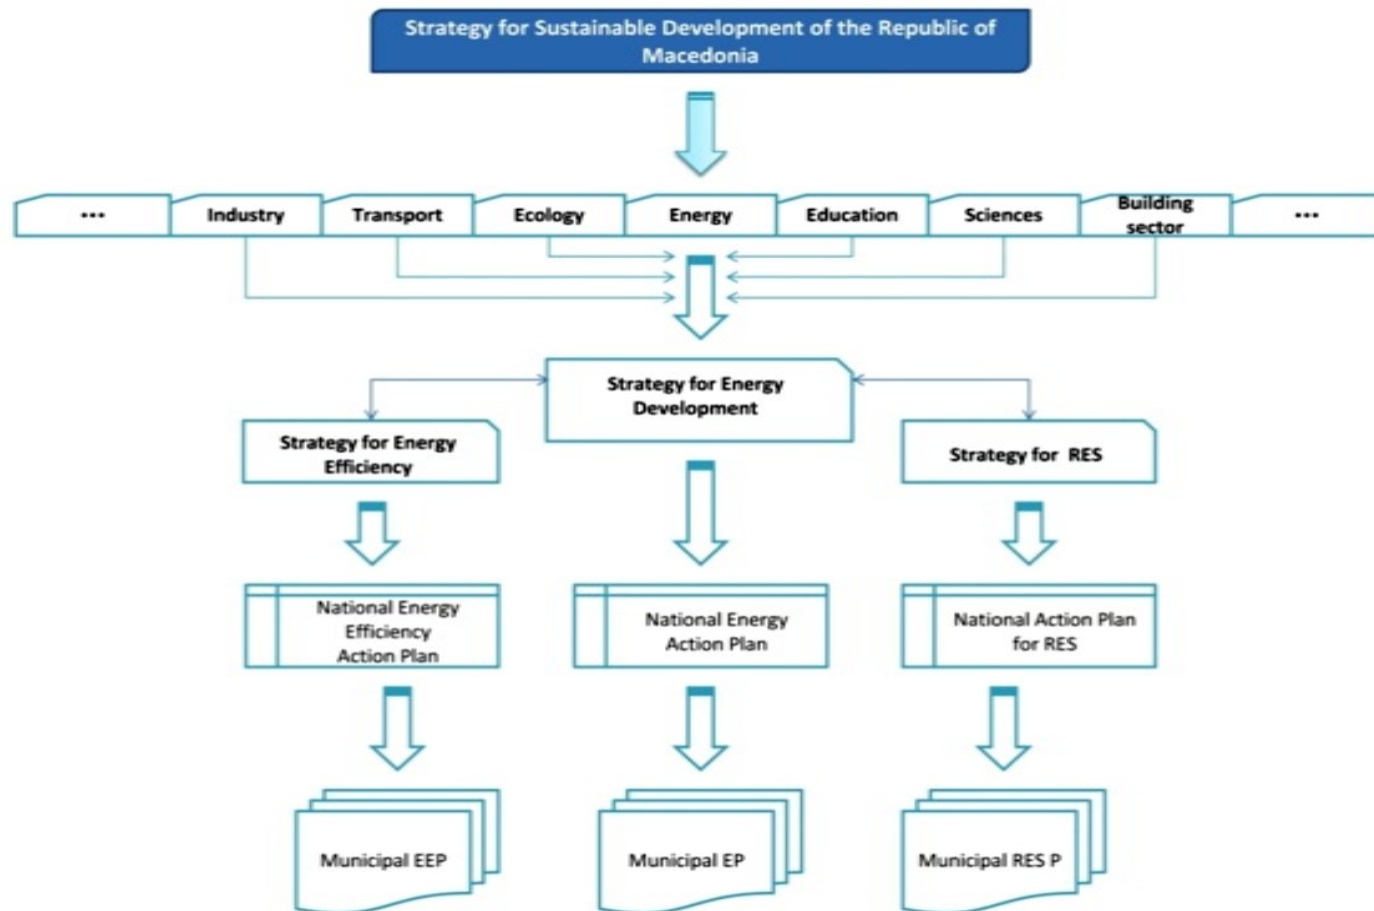 Strategy for Sustainable Development of the Republic of
Macedonia
...
Industry
Transport
Ecology
Energy
Education
Sciences
Building
sector
...
Strategy for Energy
Development
Strategy for Energy
Efficiency
Strategy for RES
National Energy
Efficiency
Action Plan
National Energy
Action Plan
National Action Plan
for RES
Municipal EEP
Municipal EP
Municipal RES P